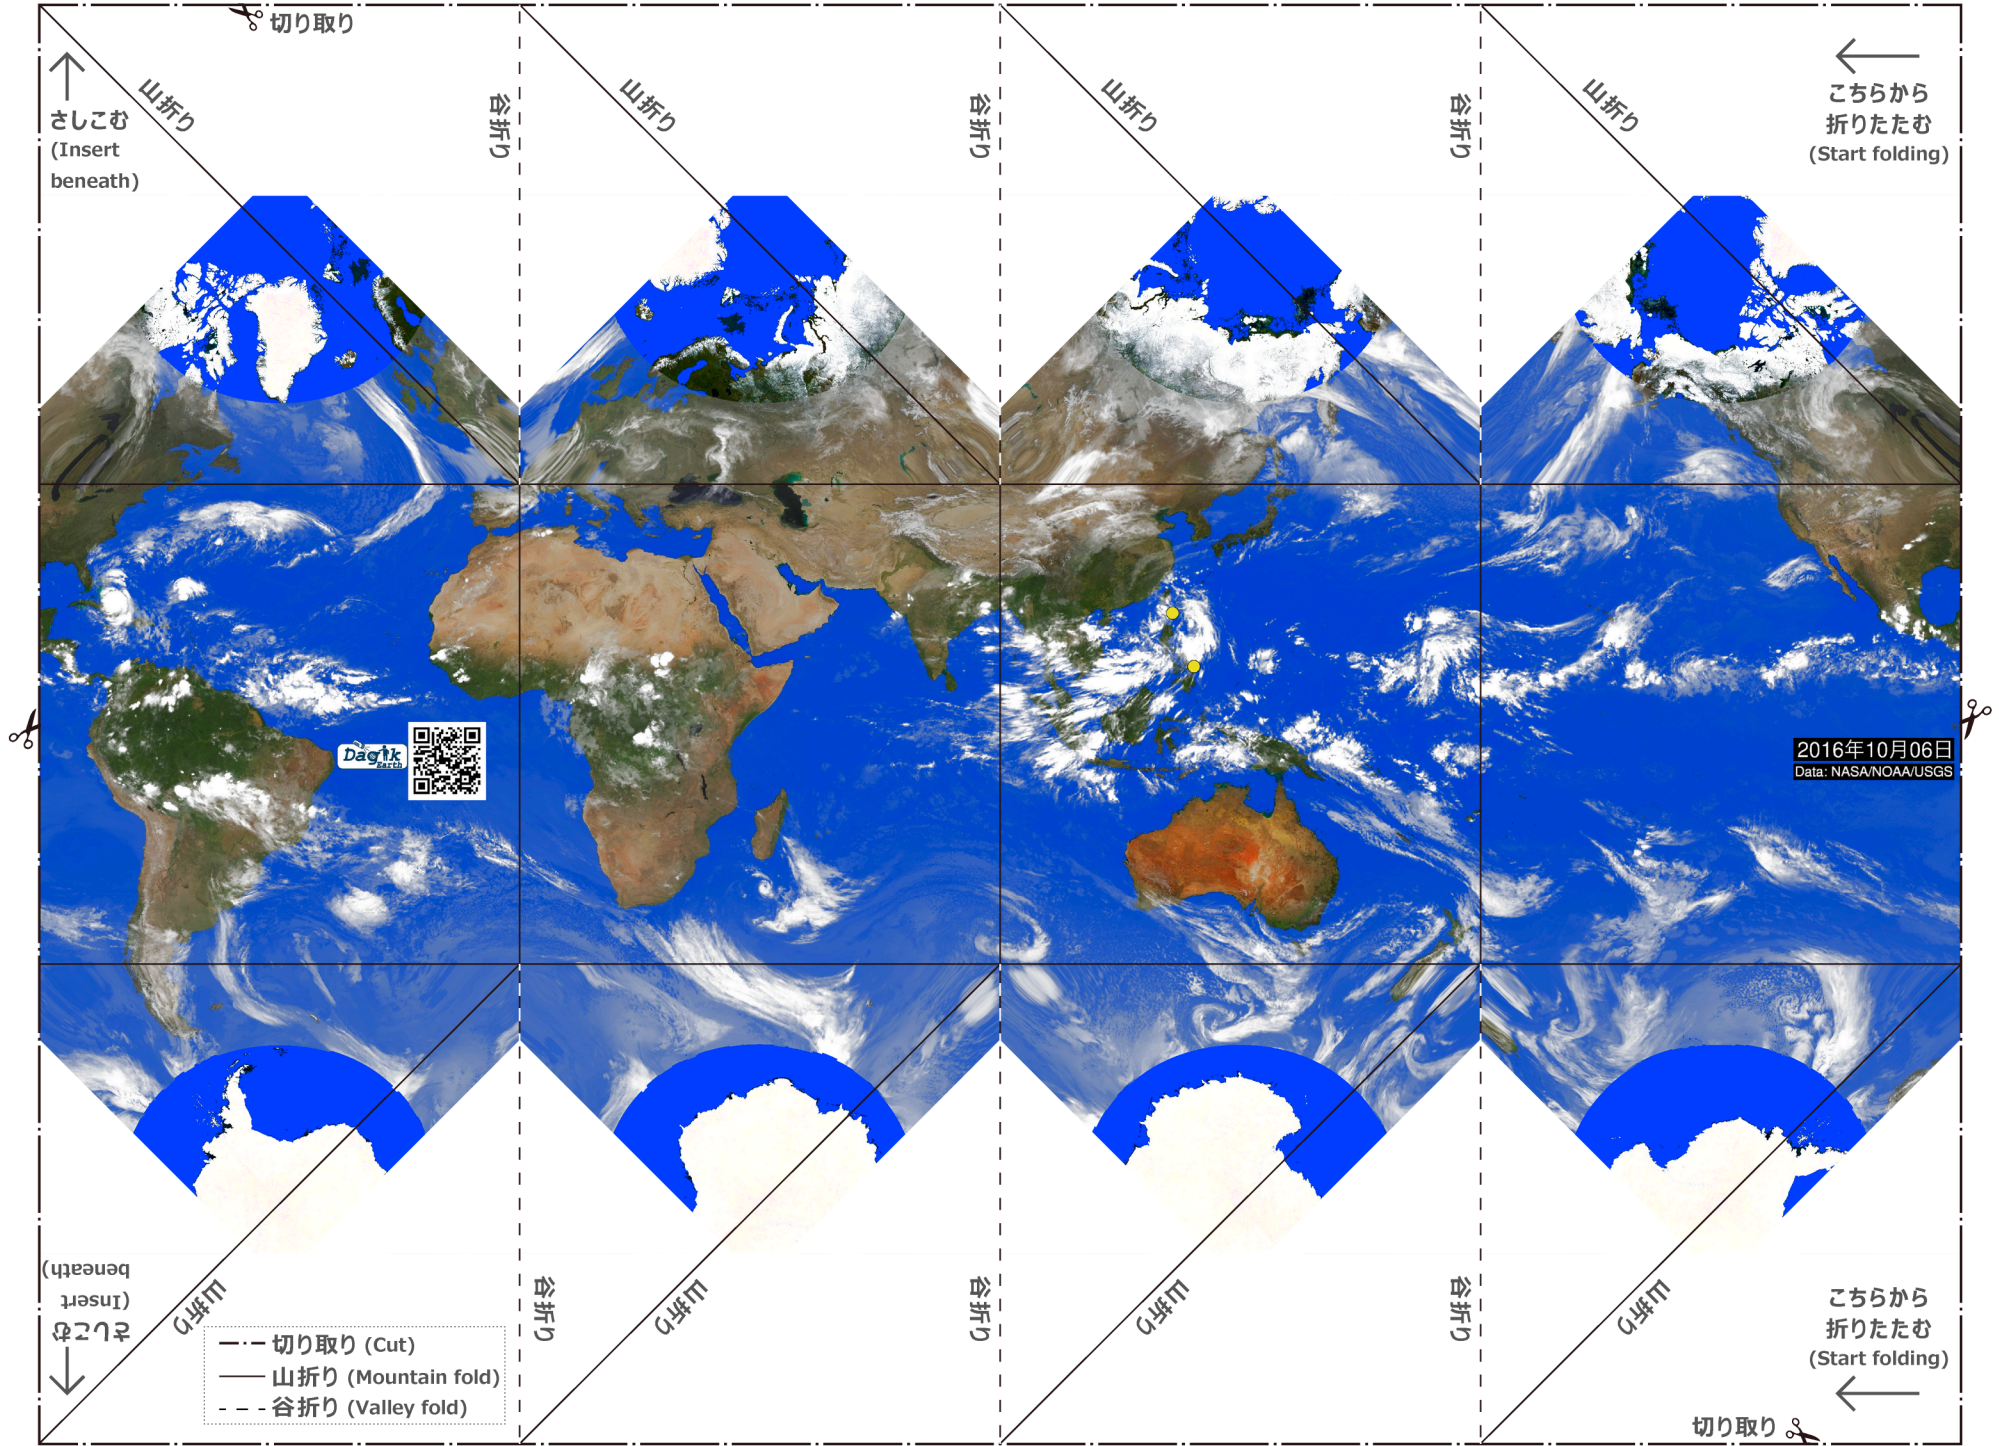 切り取り
さしこむ
(Insert
beneath)
山折り
谷折り
山折り
谷折り
山折り
谷折り
山折り
こちらから
折りたたむ
(Start folding)
Dagik
Earth
2016年10月06日
Data: NASA/NOAA/USGS
さしこむ
(Insert
beneath)
山折り
谷折り
山折り
谷折り
山折り
谷折り
山折り
こちらから
折りたたむ
(Start folding)
切り取り (Cut)
山折り (Mountain fold)
谷折り (Valley fold)
切り取り